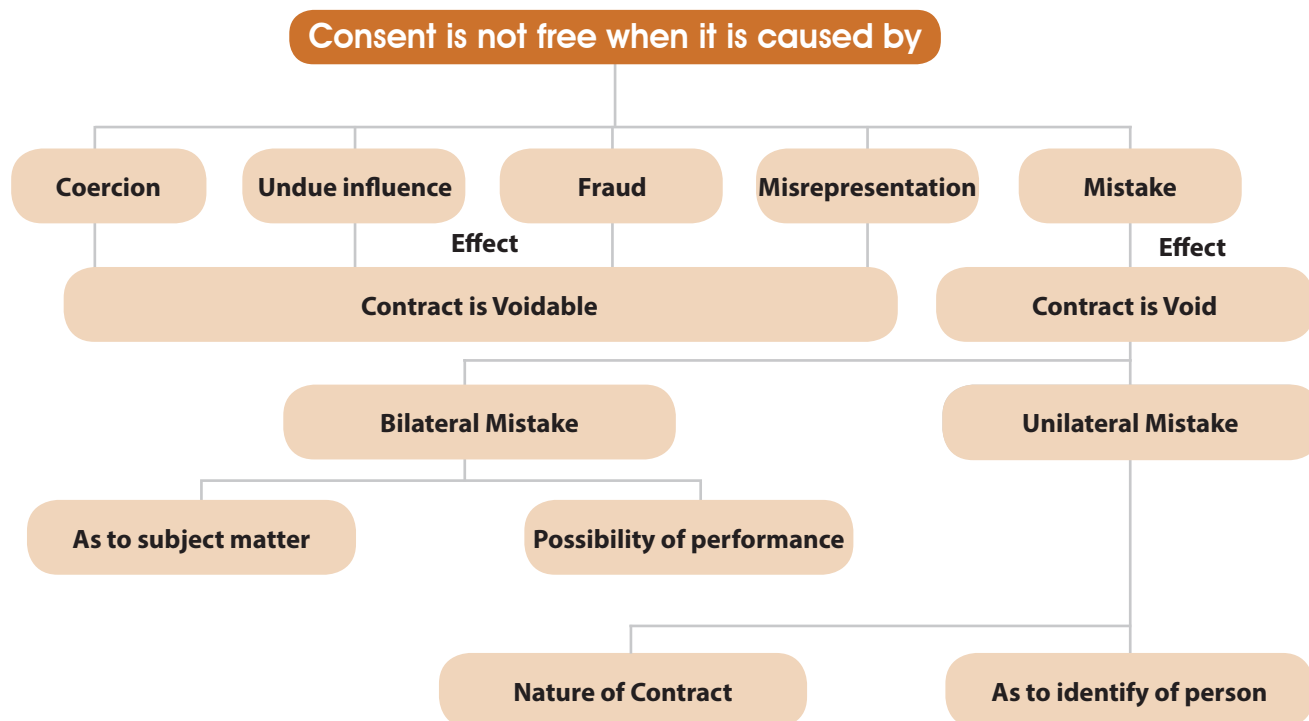 Consent is not free when it is caused by
Coercion
Undue influence
Fraud
Misrepresentation
Mistake
Effect
Effect
Contract is Voidable
Contract is Void
Bilateral Mistake
Unilateral Mistake
As to subject matter
Possibility of performance
Nature of Contract
As to identify of person